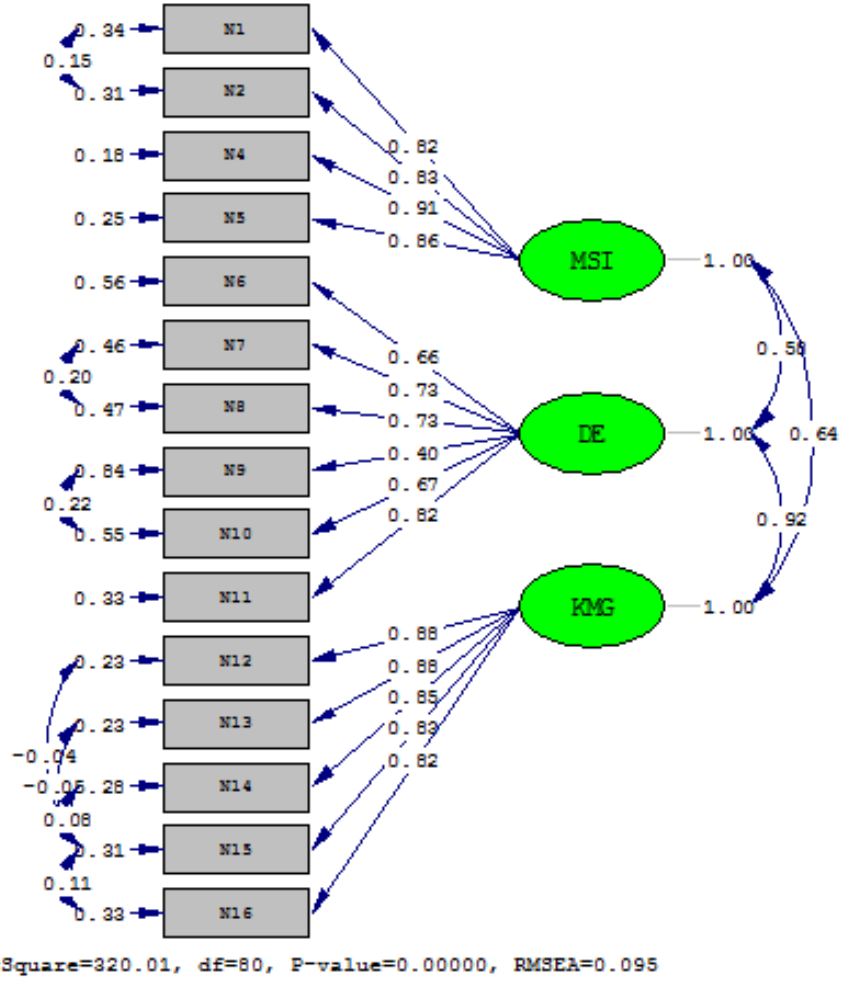 0.34 N1
0.15
0.31 N2
0.82
0.18 N4
0.83
0.91
0.25 N5
0.86
MSI 1.00
0.56 N6
0.46 N7
0.58
0.66
0.20
0.73
0.47 N8
0.73
DE 1.00 0.64
0.40
0.84 N9
0.67
0.22
0.82
0.92
0.55 N10
0.33 N11
KMG 1.00
0.88
0.23 N12
0.88
0.85
0.23 N13
0.83
-0.04
0.82
-0.05 0.28 N14
0.08
0.31 N15
0.11
0.33 N16
Square=320.01, df=80, P-value=0.00000, RMSEA=0.095